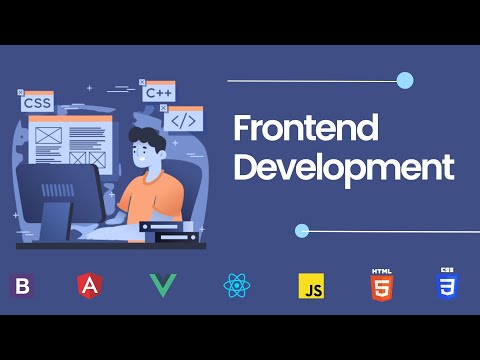 CSS
C++
</>
Frontend
Development
B
A
JS
HTML
5
CSS
3